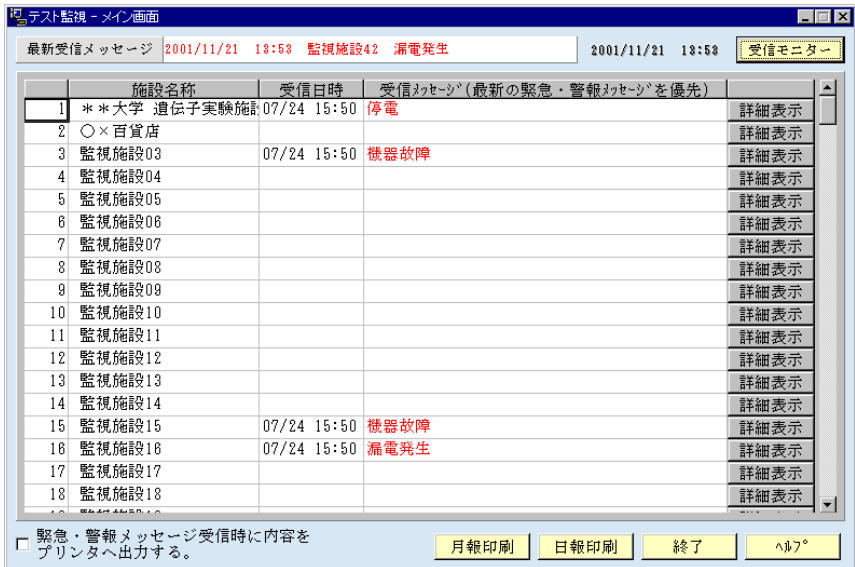 テスト監視 - メイン画面
最新受信メッセージ 2001/11/21 18:53 監視施設42 漏電発生 2001/11/21 18:53 受信モニター
施設名称 受信日時 受信ﾒｯｾｰｼﾞ(最新の緊急・警報ﾒｯｾｰｼﾞを優先)
1 **大学 遺伝子実験施設 07/24 15:50 停電 詳細表示
2 ○×百貨店 詳細表示
3 監視施設03 07/24 15:50 機器故障 詳細表示
4 監視施設04 詳細表示
5 監視施設05 詳細表示
6 監視施設06 詳細表示
7 監視施設07 詳細表示
8 監視施設08 詳細表示
9 監視施設09 詳細表示
10 監視施設10 詳細表示
11 監視施設11 詳細表示
12 監視施設12 詳細表示
13 監視施設13 詳細表示
14 監視施設14 詳細表示
15 監視施設15 07/24 15:50 機器故障 詳細表示
16 監視施設16 07/24 15:50 漏電発生 詳細表示
17 監視施設17 詳細表示
18 監視施設18 詳細表示
緊急・警報メッセージ受信時に内容を
プリンタへ出力する。
月報印刷 日報印刷 終了 ﾍﾙﾌﾟ